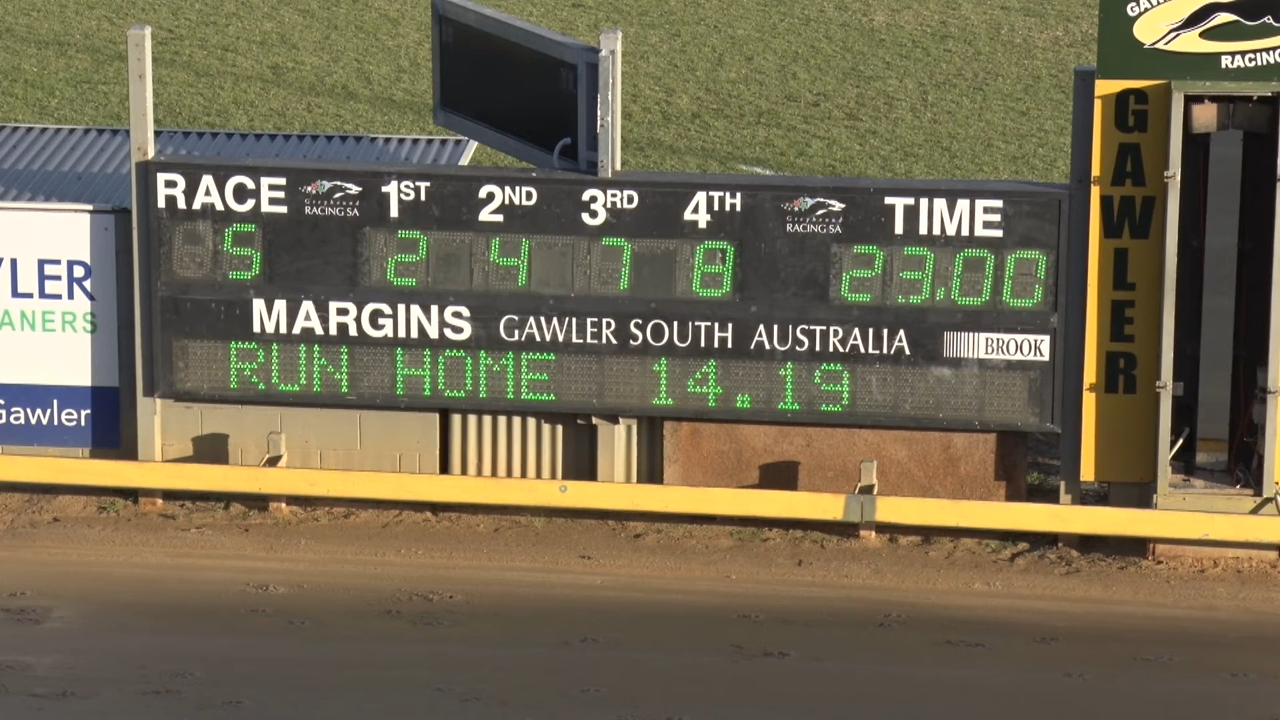 GAW
RACING
RACE
Greyhound
RACING SA
1ST 2ND 3RD 4TH
Greyhound
RACING SA
TIME
5 2 4 7 8 23.00
MARGINS GAWLER SOUTH AUSTRALIA BROOK
RUN HOME 14.19
GAWLER
LER
ANERS
Gawler